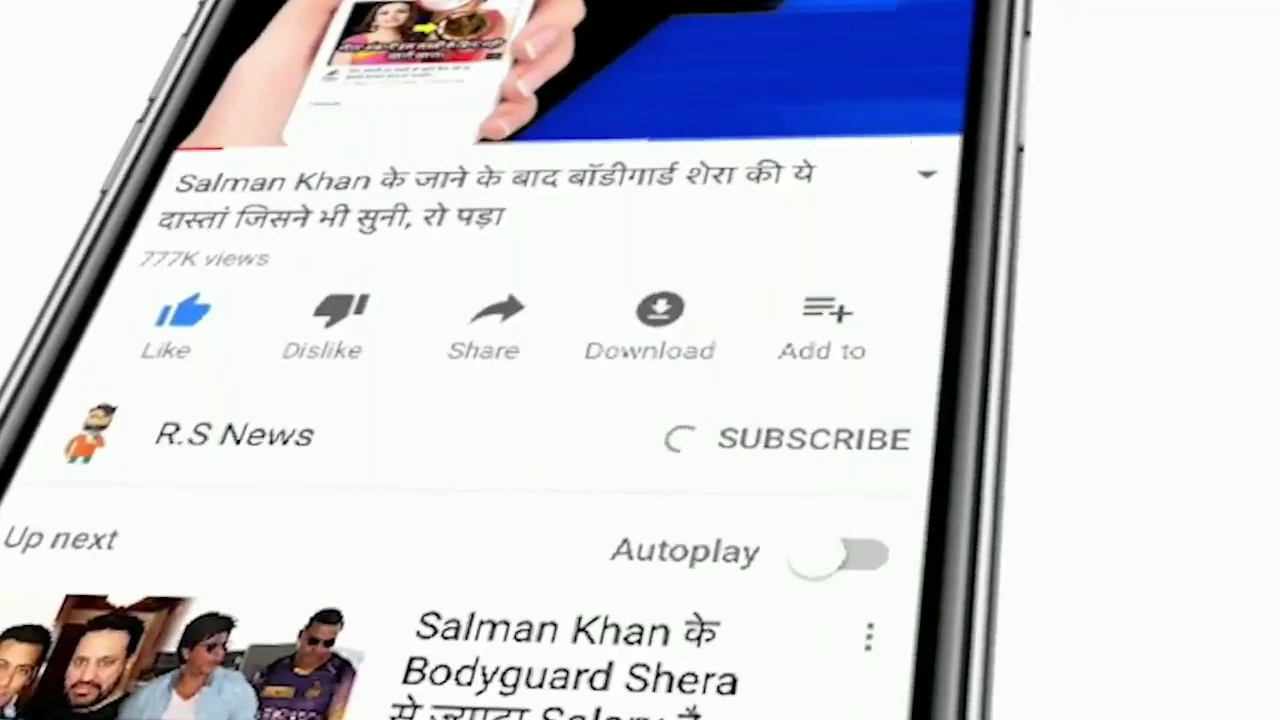 Salman Khan के जाने के बाद बॉडीगार्ड शेरा की ये
दास्तां जिसने भी सुनी, रो पड़ा
777K views
Like Dislike Share Download Add to
R.S News SUBSCRIBE
Up next Autoplay
Salman Khan के
Bodyguard Shera
से ज्यादा Salary है